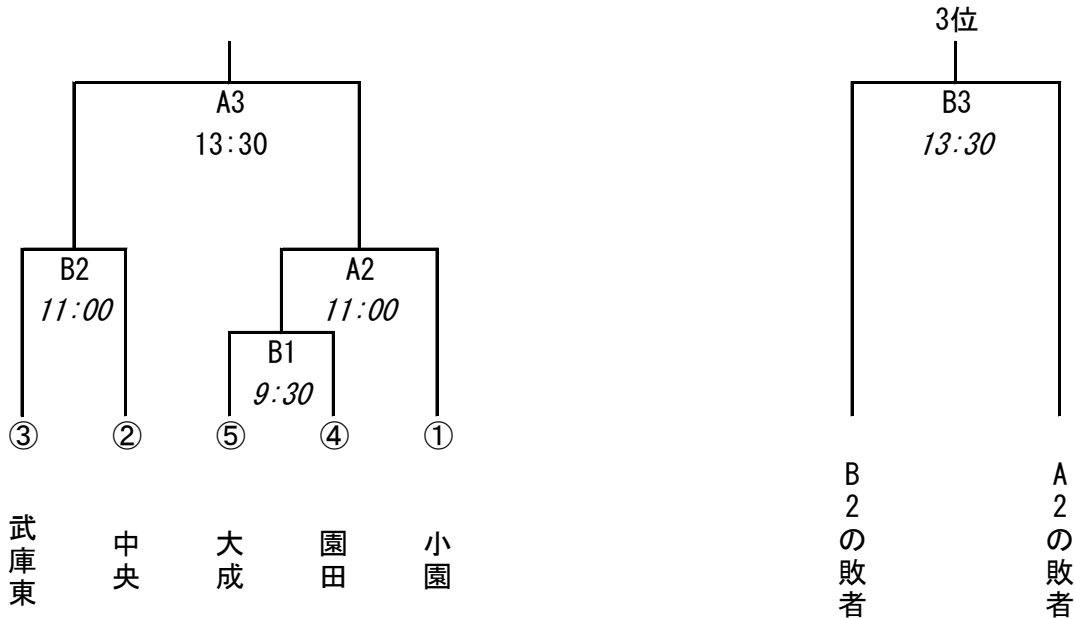 3位
A3
13:30
B3
13:30
B2
11:00
A2
11:00
B1
9:30
③
②
⑤
④
①
武庫東
中央
大成
園田
小園
B2の敗者
A2の敗者